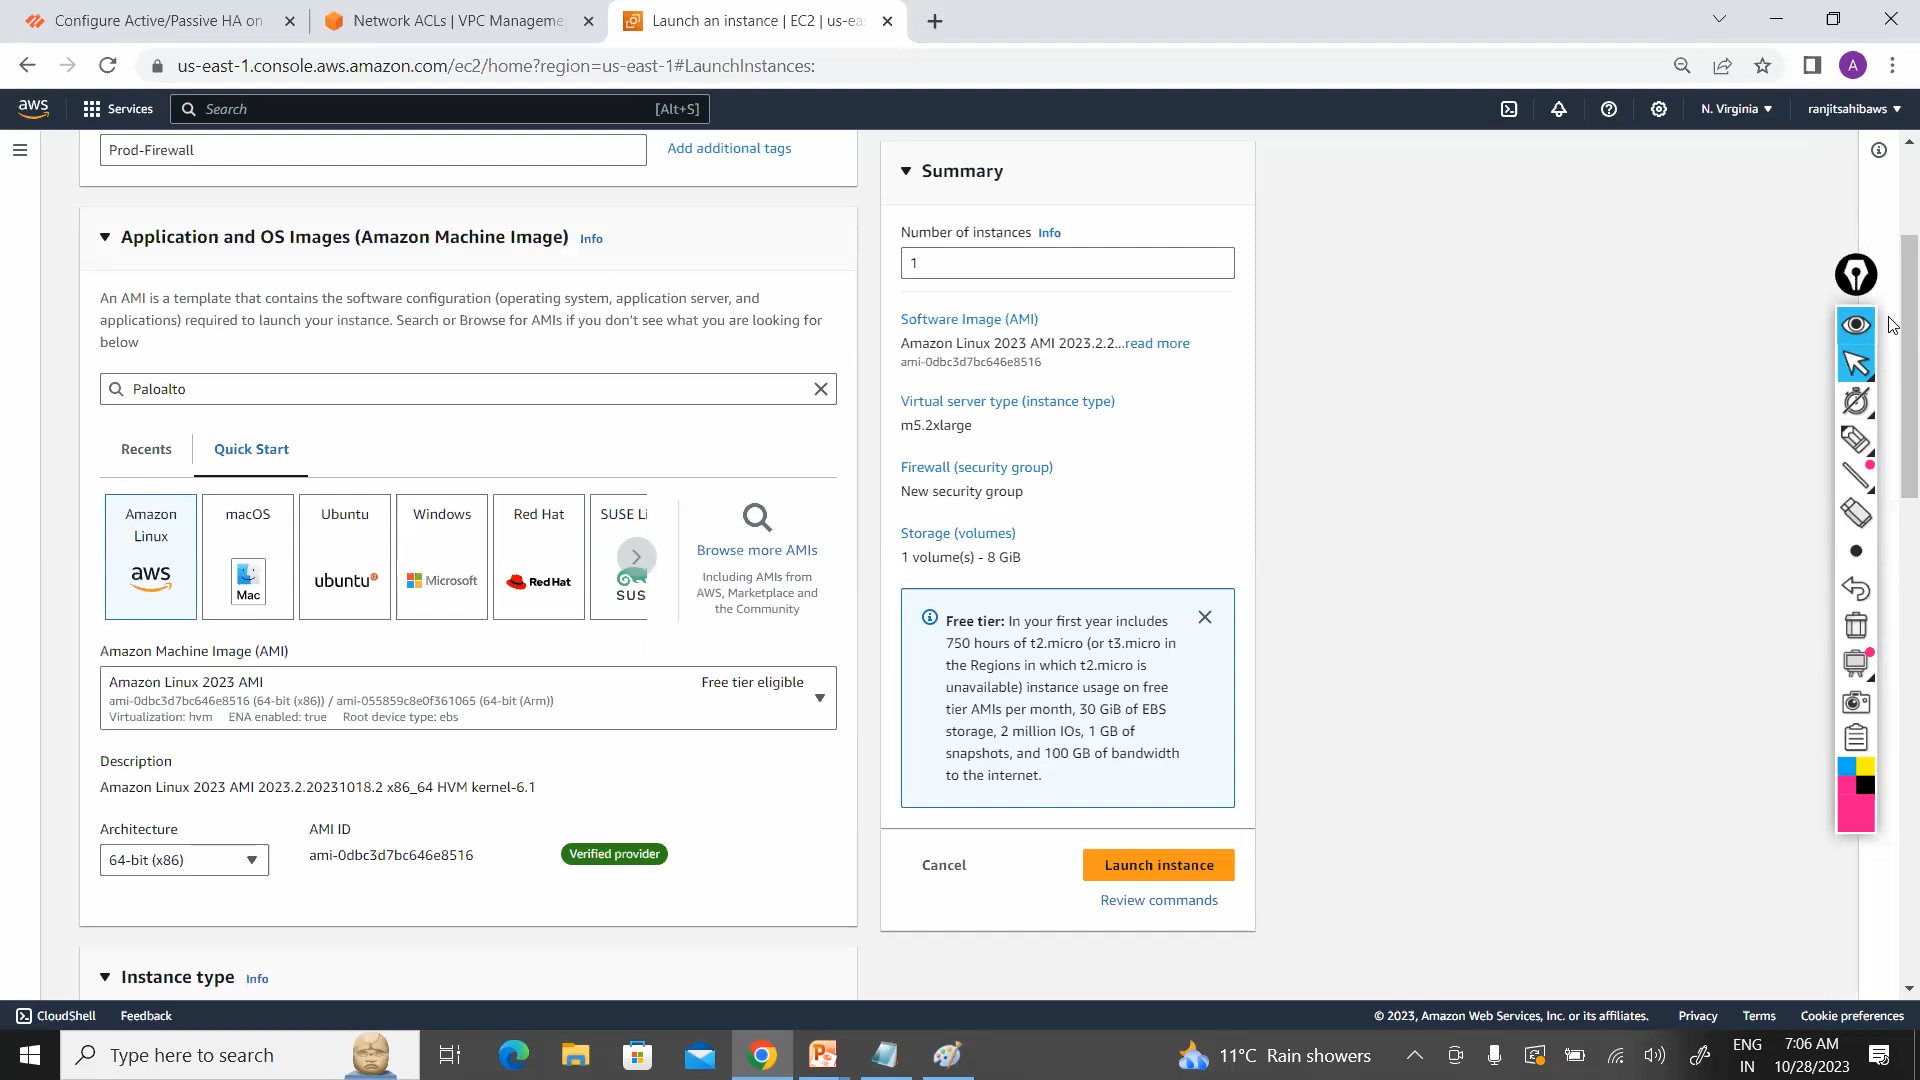 Configure Active/Passive HA on
Network ACLs | VPC Manageme
Launch an instance | EC2 | us-ea
us-east-1.console.aws.amazon.com/ec2/home?region=us-east-1#LaunchInstances:
A
aws
Services
Search
[Alt+S]
N. Virginia
ranjitsahibaws
Prod-Firewall
Add additional tags
Application and OS Images (Amazon Machine Image) Info
An AMI is a template that contains the software configuration (operating system, application server, and
applications) required to launch your instance. Search or Browse for AMIs if you don't see what you are looking for
below
Paloalto
Recents
Quick Start
Amazon
Linux
aws
macOS
Mac
Ubuntu
ubuntu
Windows
Microsoft
Red Hat
Red Hat
SUSE Li
SUS
Browse more AMIs
Including AMIs from
AWS, Marketplace and
the Community
Amazon Machine Image (AMI)
Amazon Linux 2023 AMI
Free tier eligible
ami-0dbc3d7bc646e8516 (64-bit (x86)) / ami-055859c8e0f361065 (64-bit (Arm))
Virtualization: hvm ENA enabled: true Root device type: ebs
Description
Amazon Linux 2023 AMI 2023.2.20231018.2 x86_64 HVM kernel-6.1
Architecture
AMI ID
64-bit (x86)
ami-0dbc3d7bc646e8516
Verified provider
Instance type Info
Summary
Number of instances Info
1
Software Image (AMI)
Amazon Linux 2023 AMI 2023.2.2...read more
ami-0dbc3d7bc646e8516
Virtual server type (instance type)
m5.2xlarge
Firewall (security group)
New security group
Storage (volumes)
1 volume(s) - 8 GiB
Free tier: In your first year includes
750 hours of t2.micro (or t3.micro in
the Regions in which t2.micro is
unavailable) instance usage on free
tier AMIs per month, 30 GiB of EBS
storage, 2 million IOs, 1 GB of
snapshots, and 100 GB of bandwidth
to the internet.
Cancel
Launch instance
Review commands
CloudShell
Feedback
© 2023, Amazon Web Services, Inc. or its affiliates.
Privacy
Terms
Cookie preferences
Type here to search
11°C Rain showers
ENG
IN
7:06 AM
10/28/2023